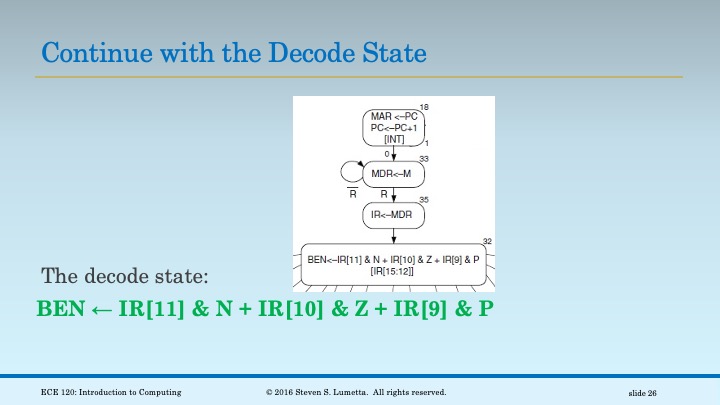 Continue with the Decode State
18
MAR <–PC
PC<–PC+1
[INT]
1
0
33
MDR<–M
R̅
R
35
IR<–MDR
32
BEN<–IR[11] & N + IR[10] & Z + IR[9] & P
[IR[15:12]]
The decode state:
BEN ← IR[11] & N + IR[10] & Z + IR[9] & P
ECE 120: Introduction to Computing
© 2016 Steven S. Lumetta. All rights reserved.
slide 26